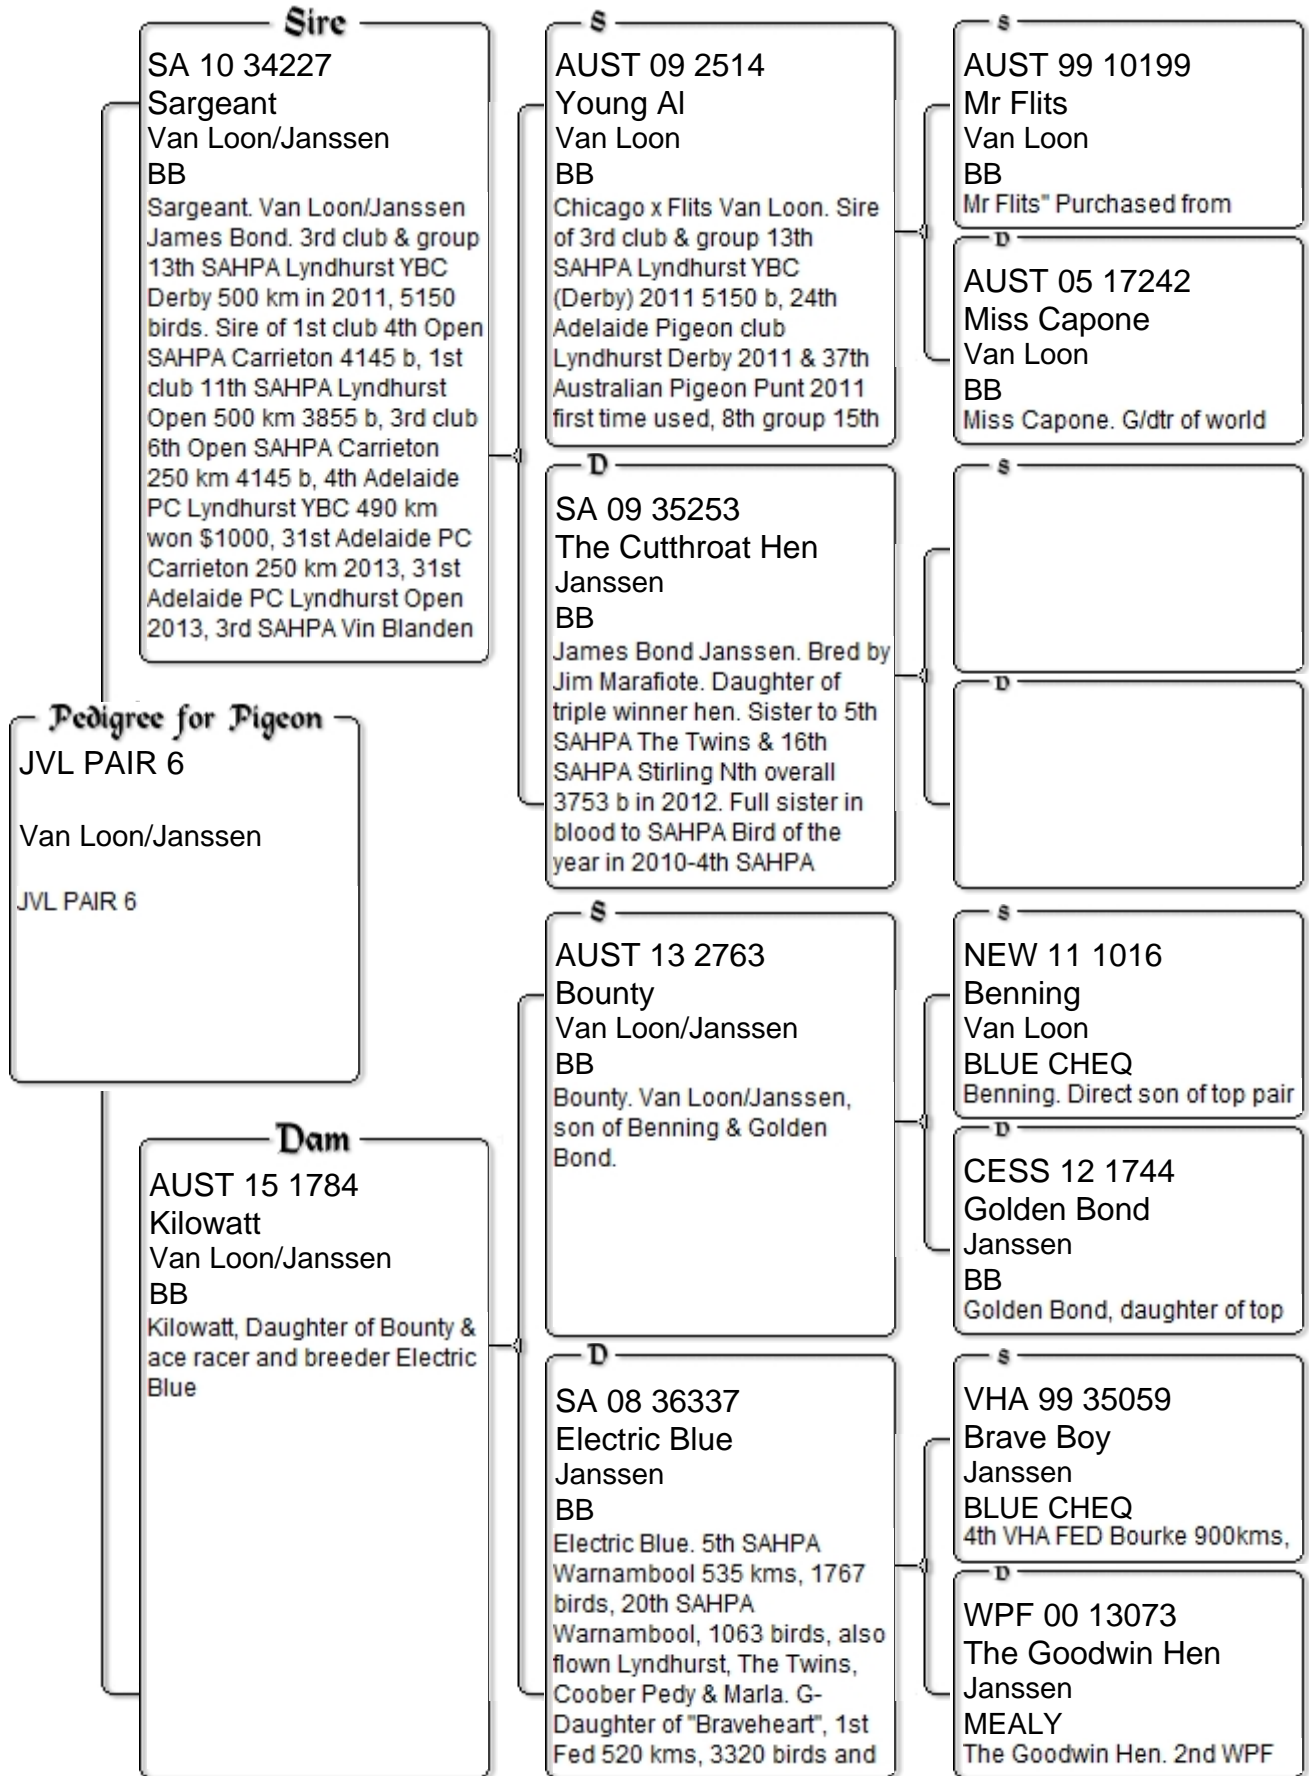 Sire
SA 10 34227
Sargeant
Van Loon/Janssen
BB
Sargeant. Van Loon/Janssen
James Bond. 3rd club & group
13th SAHPA Lyndhurst YBC
Derby 500 km in 2011, 5150
birds. Sire of 1st club 4th Open
SAHPA Carrieton 4145 b, 1st
club 11th SAHPA Lyndhurst
Open 500 km 3855 b, 3rd club
6th Open SAHPA Carrieton
250 km 4145 b, 4th Adelaide
PC Lyndhurst YBC 490 km
won $1000, 31st Adelaide PC
Carrieton 250 km 2013, 31st
Adelaide PC Lyndhurst Open
2013, 3rd SAHPA Vin Blanden
Pedigree for Pigeon
JVL PAIR 6
Van Loon/Janssen
JVL PAIR 6
Dam
AUST 15 1784
Kilowatt
Van Loon/Janssen
BB
Kilowatt, Daughter of Bounty &
ace racer and breeder Electric
Blue
S
AUST 09 2514
Young Al
Van Loon
BB
Chicago x Flits Van Loon. Sire
of 3rd club & group 13th
SAHPA Lyndhurst YBC
(Derby) 2011 5150 b, 24th
Adelaide Pigeon club
Lyndhurst Derby 2011 & 37th
Australian Pigeon Punt 2011
first time used, 8th group 15th
D
SA 09 35253
The Cutthroat Hen
Janssen
BB
James Bond Janssen. Bred by
Jim Marafiote. Daughter of
triple winner hen. Sister to 5th
SAHPA The Twins & 16th
SAHPA Stirling Nth overall
3753 b in 2012. Full sister in
blood to SAHPA Bird of the
year in 2010-4th SAHPA
S
AUST 13 2763
Bounty
Van Loon/Janssen
BB
Bounty. Van Loon/Janssen,
son of Benning & Golden
Bond.
D
SA 08 36337
Electric Blue
Janssen
BB
Electric Blue. 5th SAHPA
Warnambool 535 kms, 1767
birds, 20th SAHPA
Warnambool, 1063 birds, also
flown Lyndhurst, The Twins,
Coober Pedy & Marla. G-
Daughter of "Braveheart", 1st
Fed 520 kms, 3320 birds and
S
AUST 99 10199
Mr Flits
Van Loon
BB
Mr Flits" Purchased from
D
AUST 05 17242
Miss Capone
Van Loon
BB
Miss Capone. G/dtr of world
S
D
S
NEW 11 1016
Benning
Van Loon
BLUE CHEQ
Benning. Direct son of top pair
D
CESS 12 1744
Golden Bond
Janssen
BB
Golden Bond, daughter of top
S
VHA 99 35059
Brave Boy
Janssen
BLUE CHEQ
4th VHA FED Bourke 900kms,
D
WPF 00 13073
The Goodwin Hen
Janssen
MEALY
The Goodwin Hen. 2nd WPF